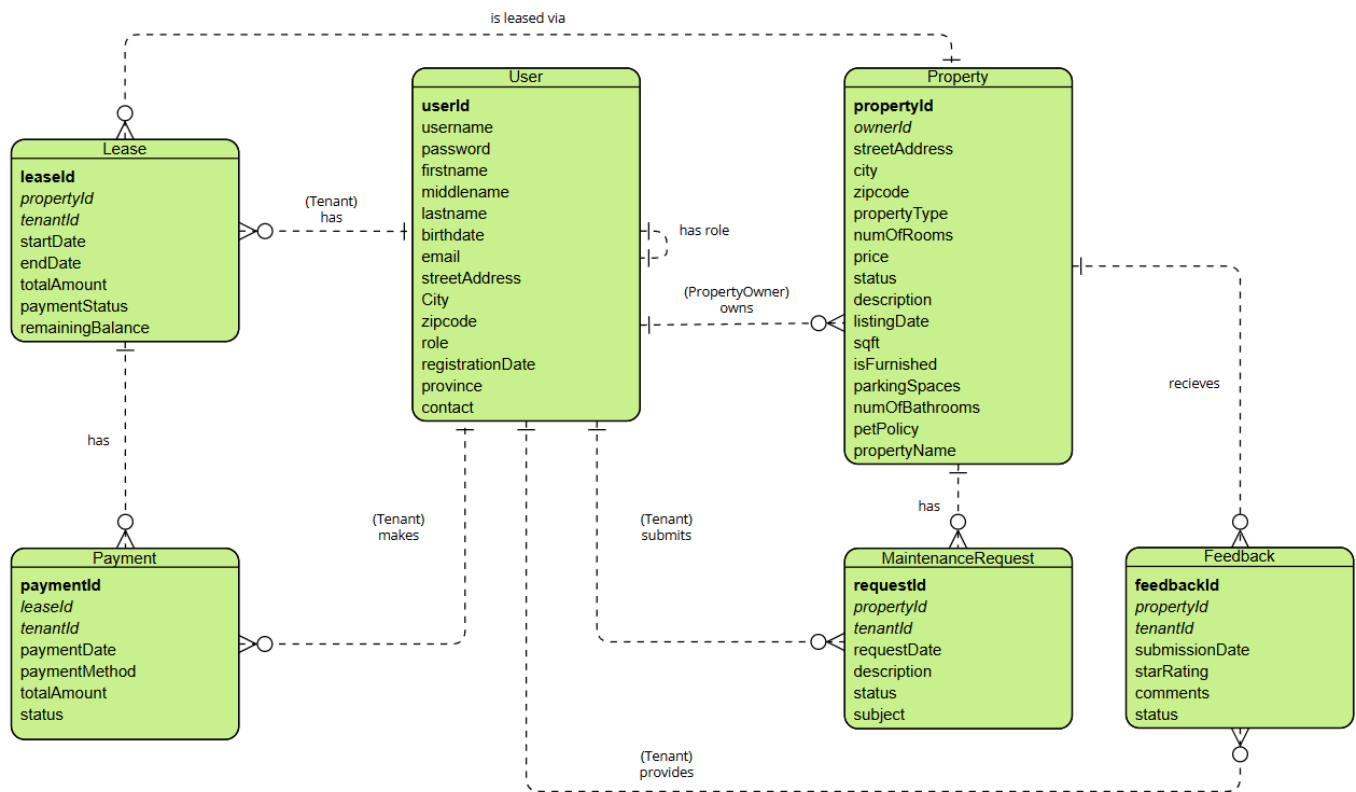 is leased via
User
userId
username
password
firstname
middlename
lastname
birthdate
email
streetAddress
City
zipcode
role
registrationDate
province
contact
Property
propertyId
ownerId
streetAddress
city
zipcode
propertyType
numOfRooms
price
status
description
listingDate
sqft
isFurnished
parkingSpaces
numOfBathrooms
petPolicy
propertyName
Lease
leaseId
propertyId
tenantId
startDate
endDate
totalAmount
paymentStatus
remainingBalance
(Tenant)
has
has role
(PropertyOwner)
owns
recieves
has
has
(Tenant)
makes
(Tenant)
submits
Payment
paymentId
leaseId
tenantId
paymentDate
paymentMethod
totalAmount
status
MaintenanceRequest
requestId
propertyId
tenantId
requestDate
description
status
subject
Feedback
feedbackId
propertyId
tenantId
submissionDate
starRating
comments
status
(Tenant)
provides